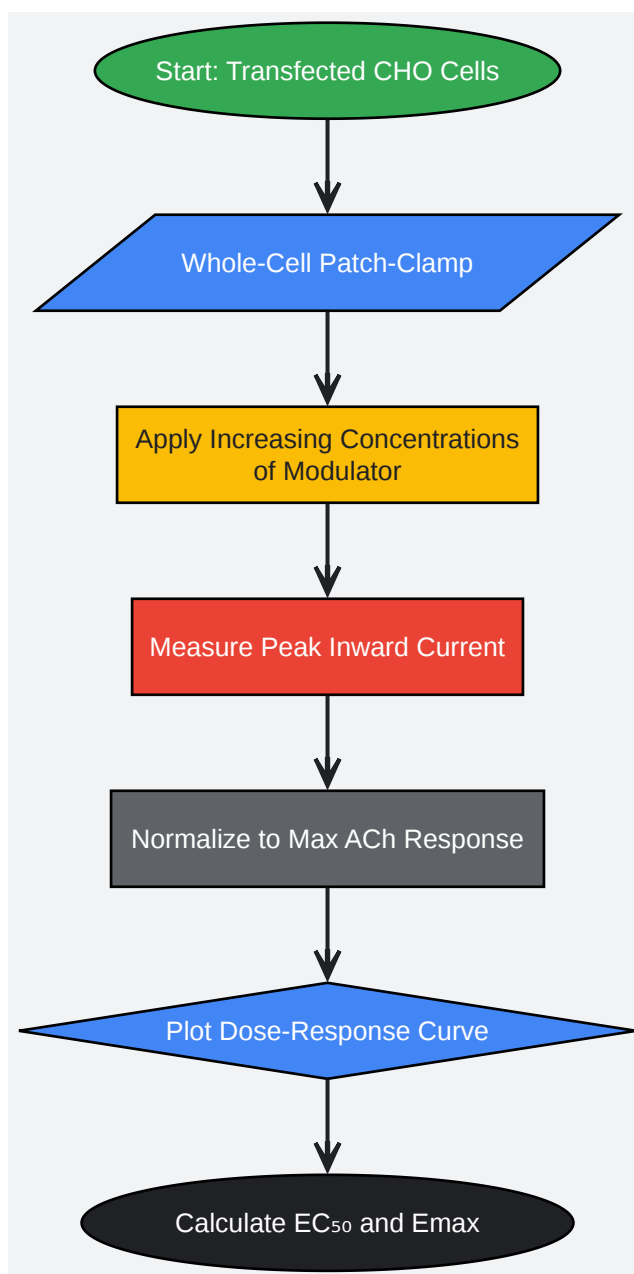 Start: Transfected CHO Cells
Whole-Cell Patch-Clamp
Apply Increasing Concentrations
of Modulator
Measure Peak Inward Current
Normalize to Max ACh Response
Plot Dose-Response Curve
Calculate EC₅₀ and Emax